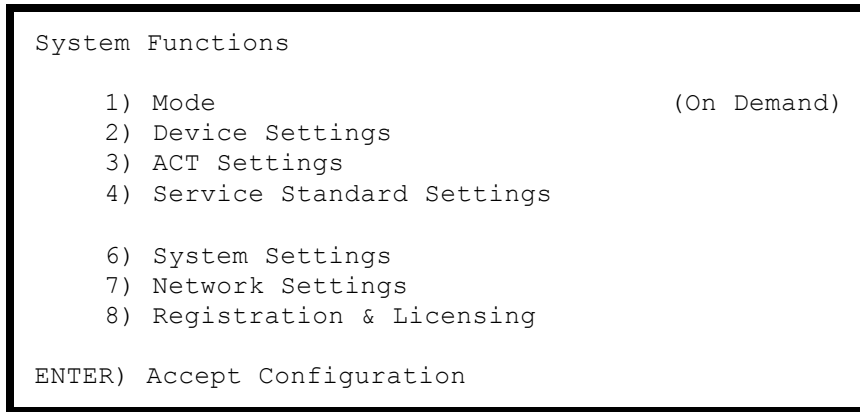 System Functions
1) Mode (On Demand)
2) Device Settings
3) ACT Settings
4) Service Standard Settings
6) System Settings
7) Network Settings
8) Registration & Licensing
ENTER) Accept Configuration